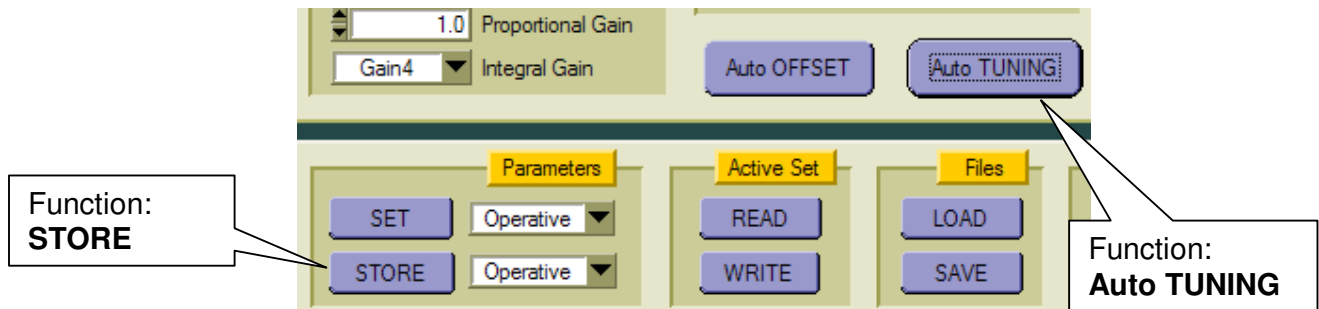 1.0 Proportional Gain
Gain4 Integral Gain
Auto OFFSET Auto TUNING
Parameters Active Set Files
SET Operative READ LOAD
STORE Operative WRITE SAVE
Function:
STORE
Function:
Auto TUNING